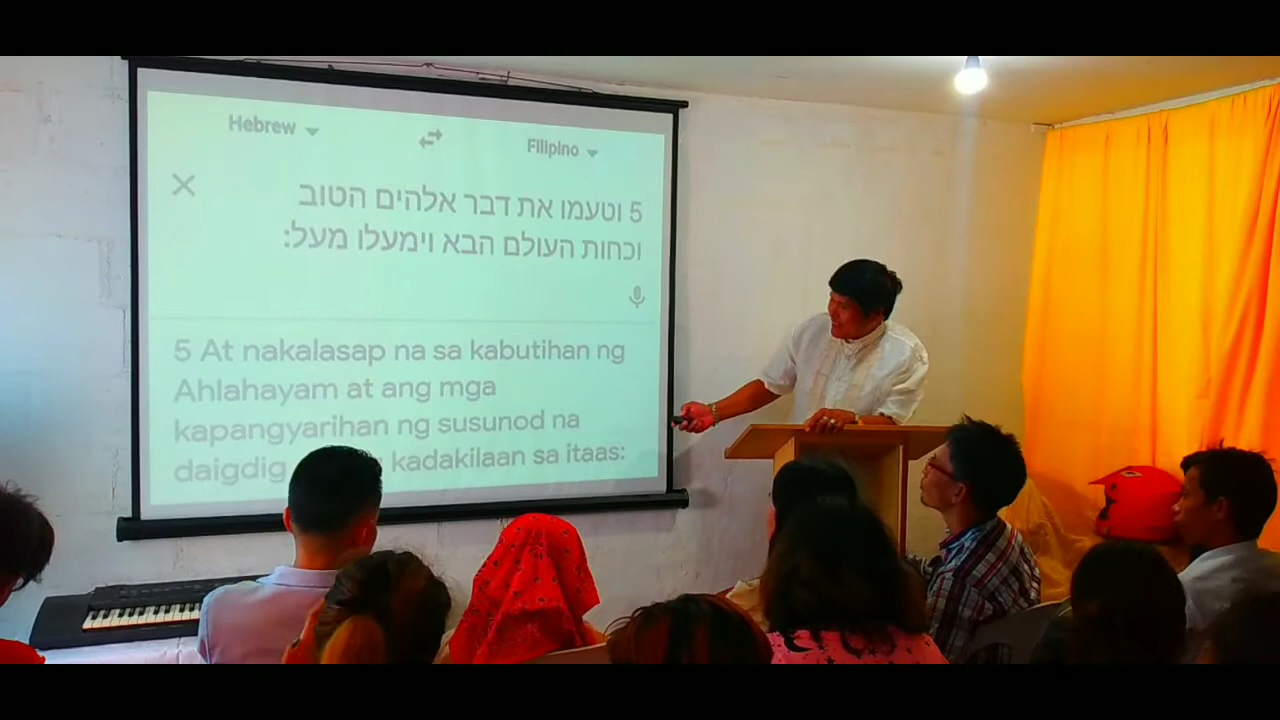 Hebrew
Filipino
5 וטעמו את דבר אלהים הטוב
וכחות העולם הבא וימעלו מעל:
5 At nakalasap na sa kabutihan ng
Ahlahayam at ang mga
kapangyarihan ng susunod na
daigdig kadakilaan sa itaas: